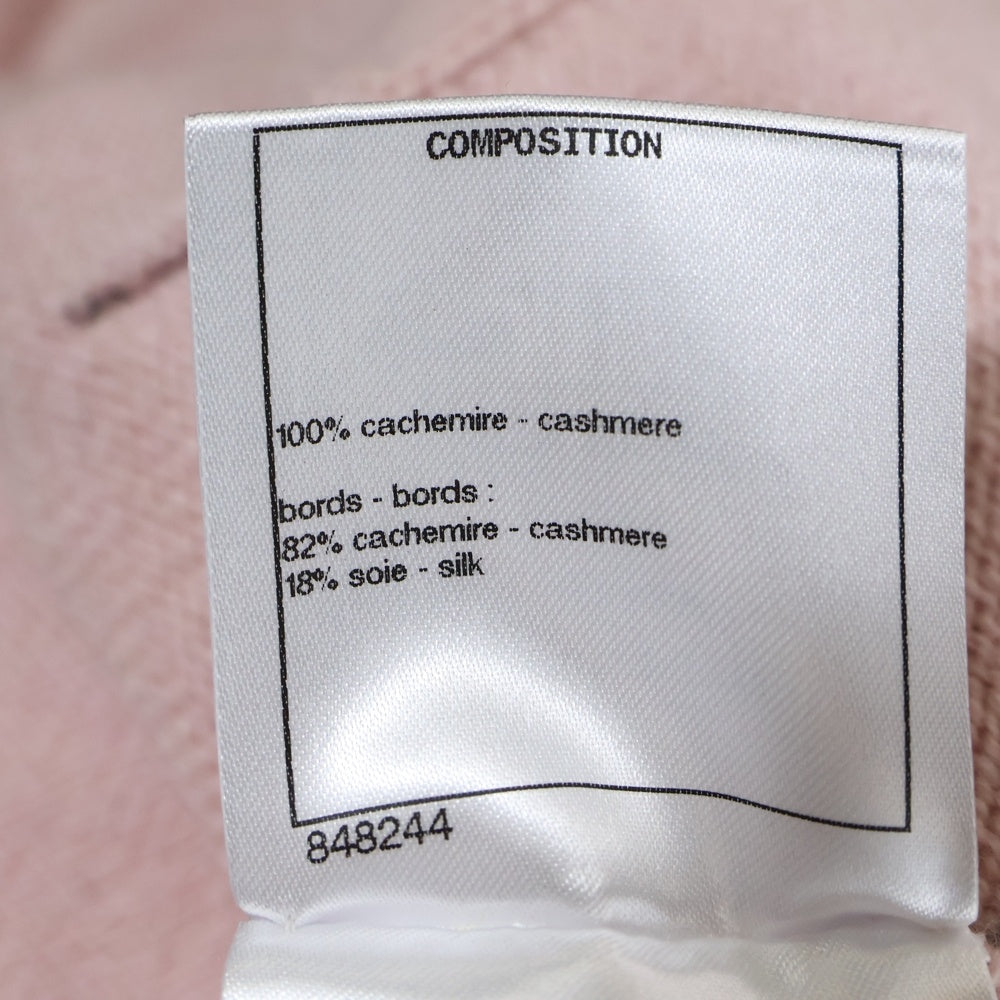 COMPOSITION
100% cachemire - cashmere
bords - bords :
82% cachemire - cashmere
18% soie - silk
848244